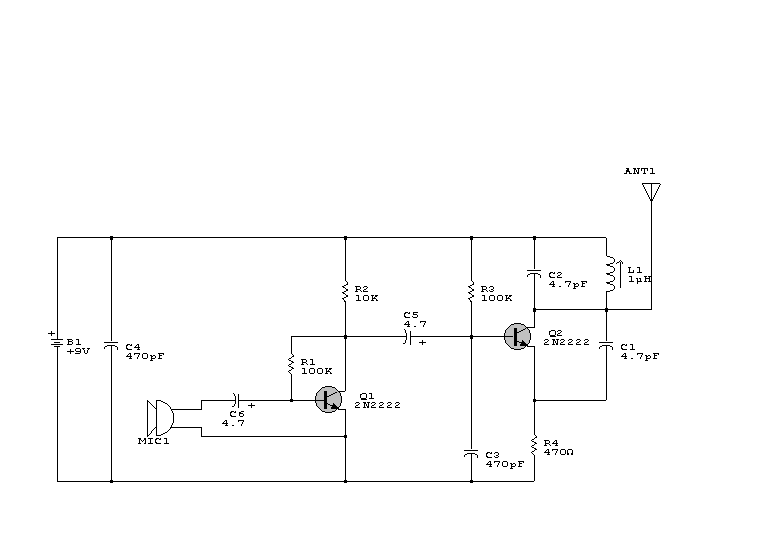 ANT1
L1
1µH
C2
4.7pF
R2
10K
R3
100K
C5
4.7
+
Q2
2N2222
+
B1
+9V
C4
470pF
C1
4.7pF
R1
100K
Q1
2N2222
+
C6
4.7
MIC1
R4
470Ω
C3
470pF